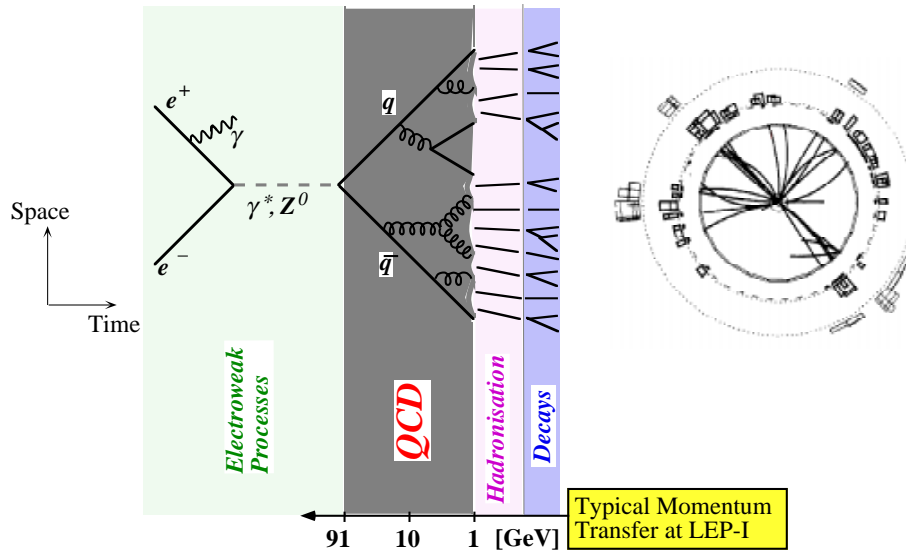 e+
γ
q
γ*, Z0
Space
e-
q̄
Time
Electroweak
Processes
QCD
Hadronisation
Decays
Typical Momentum
Transfer at LEP-I
91 10 1 [GeV]